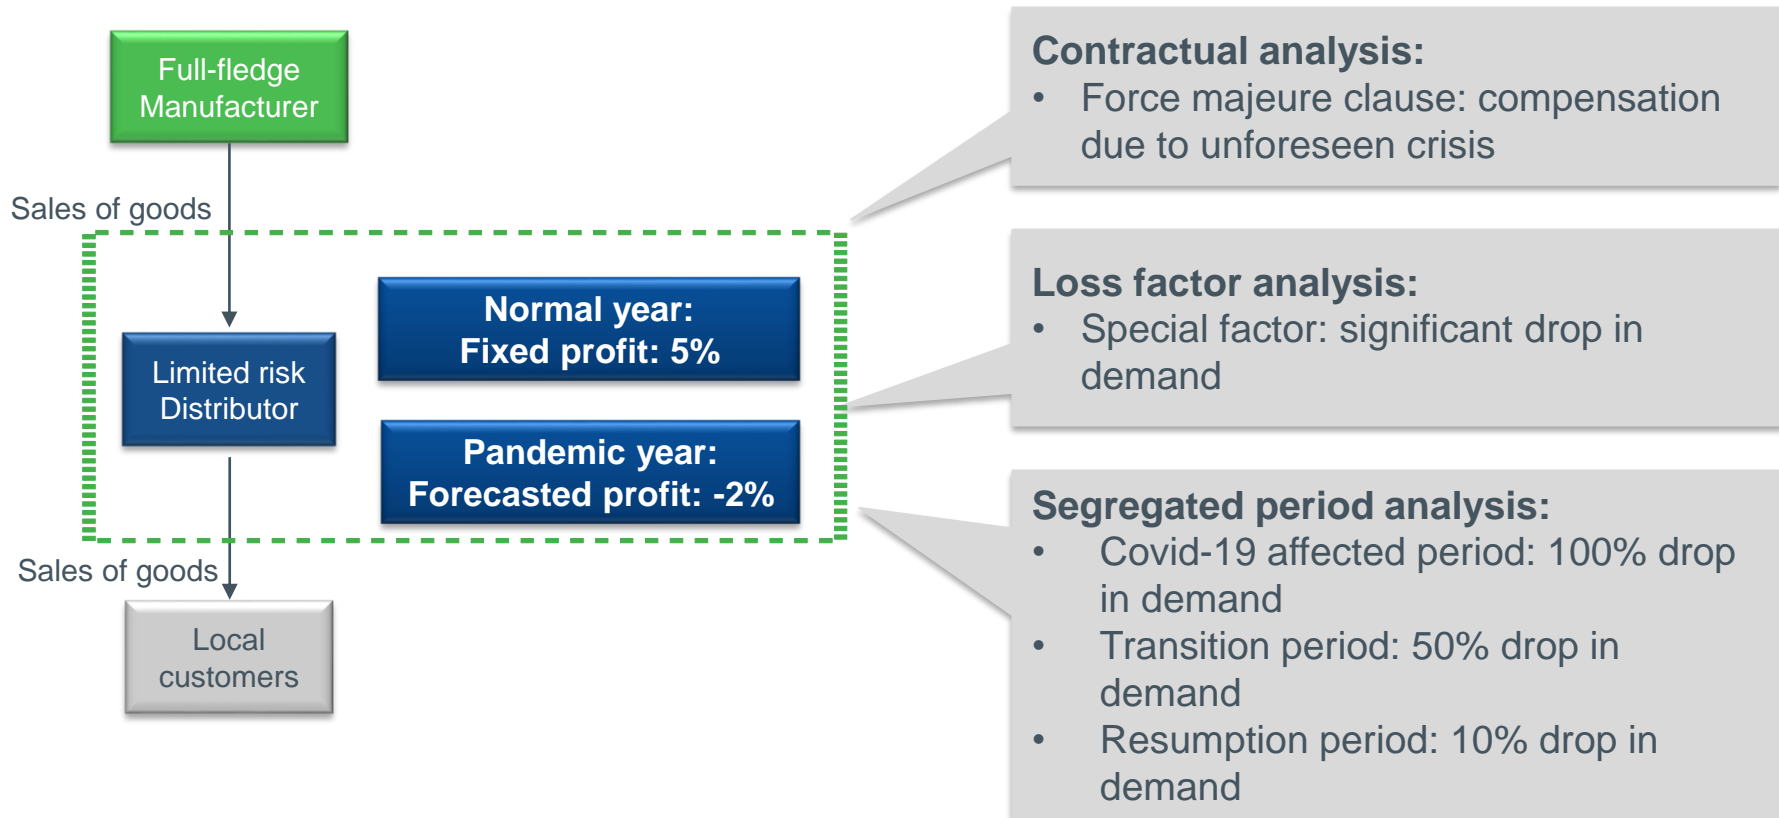 Full-fledge
Manufacturer
Sales of goods
Limited risk
Distributor
Normal year:
Fixed profit: 5%
Pandemic year:
Forecasted profit: -2%
Sales of goods
Local
customers
Contractual analysis:
• Force majeure clause: compensation
due to unforeseen crisis
Loss factor analysis:
• Special factor: significant drop in
demand
Segregated period analysis:
• Covid-19 affected period: 100% drop
in demand
• Transition period: 50% drop in
demand
• Resumption period: 10% drop in
demand